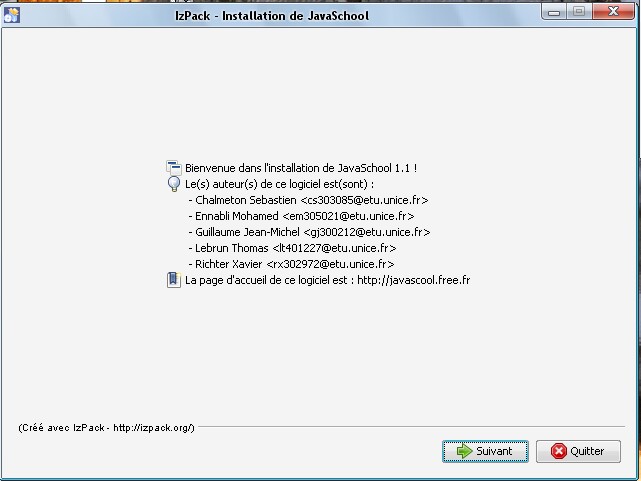 IzPack - Installation de JavaSchool
Bienvenue dans l'installation de JavaSchool 1.1 !
Le(s) auteur(s) de ce logiciel est(sont) :
- Chalmeton Sebastien <cs303085@etu.unice.fr>
- Ennabli Mohamed <em305021@etu.unice.fr>
- Guillaume Jean-Michel <gj300212@etu.unice.fr>
- Lebrun Thomas <lt401227@etu.unice.fr>
- Richter Xavier <rx302972@etu.unice.fr>
La page d'accueil de ce logiciel est : http://javascool.free.fr
(Créé avec IzPack - http://izpack.org/)
Suivant
Quitter